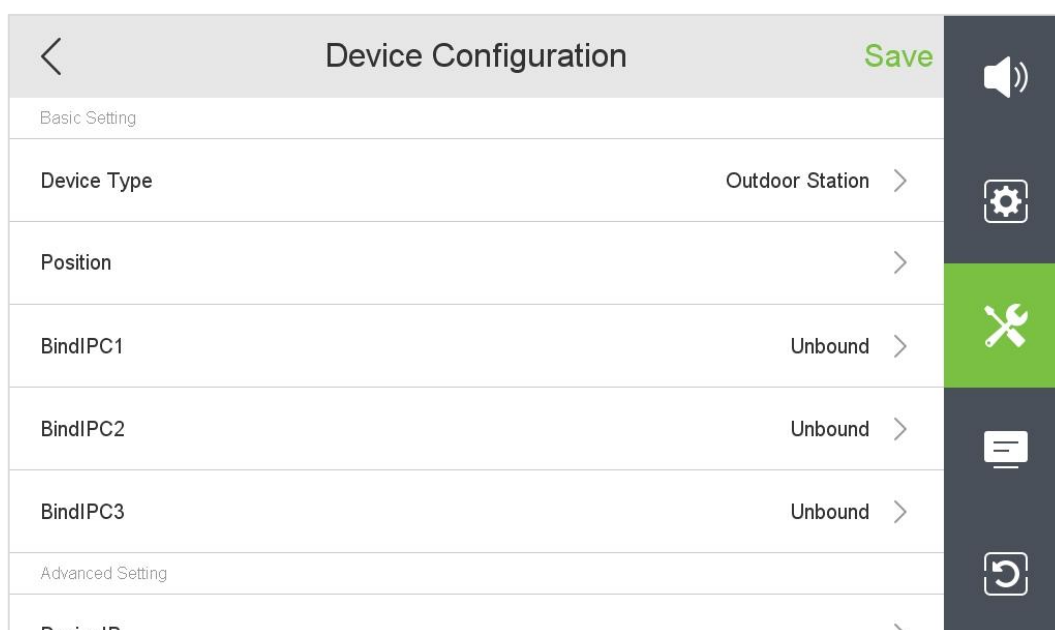 Device Configuration Save
Basic Setting
Device Type Outdoor Station
Position
BindIPC1 Unbound
BindIPC2 Unbound
BindIPC3 Unbound
Advanced Setting